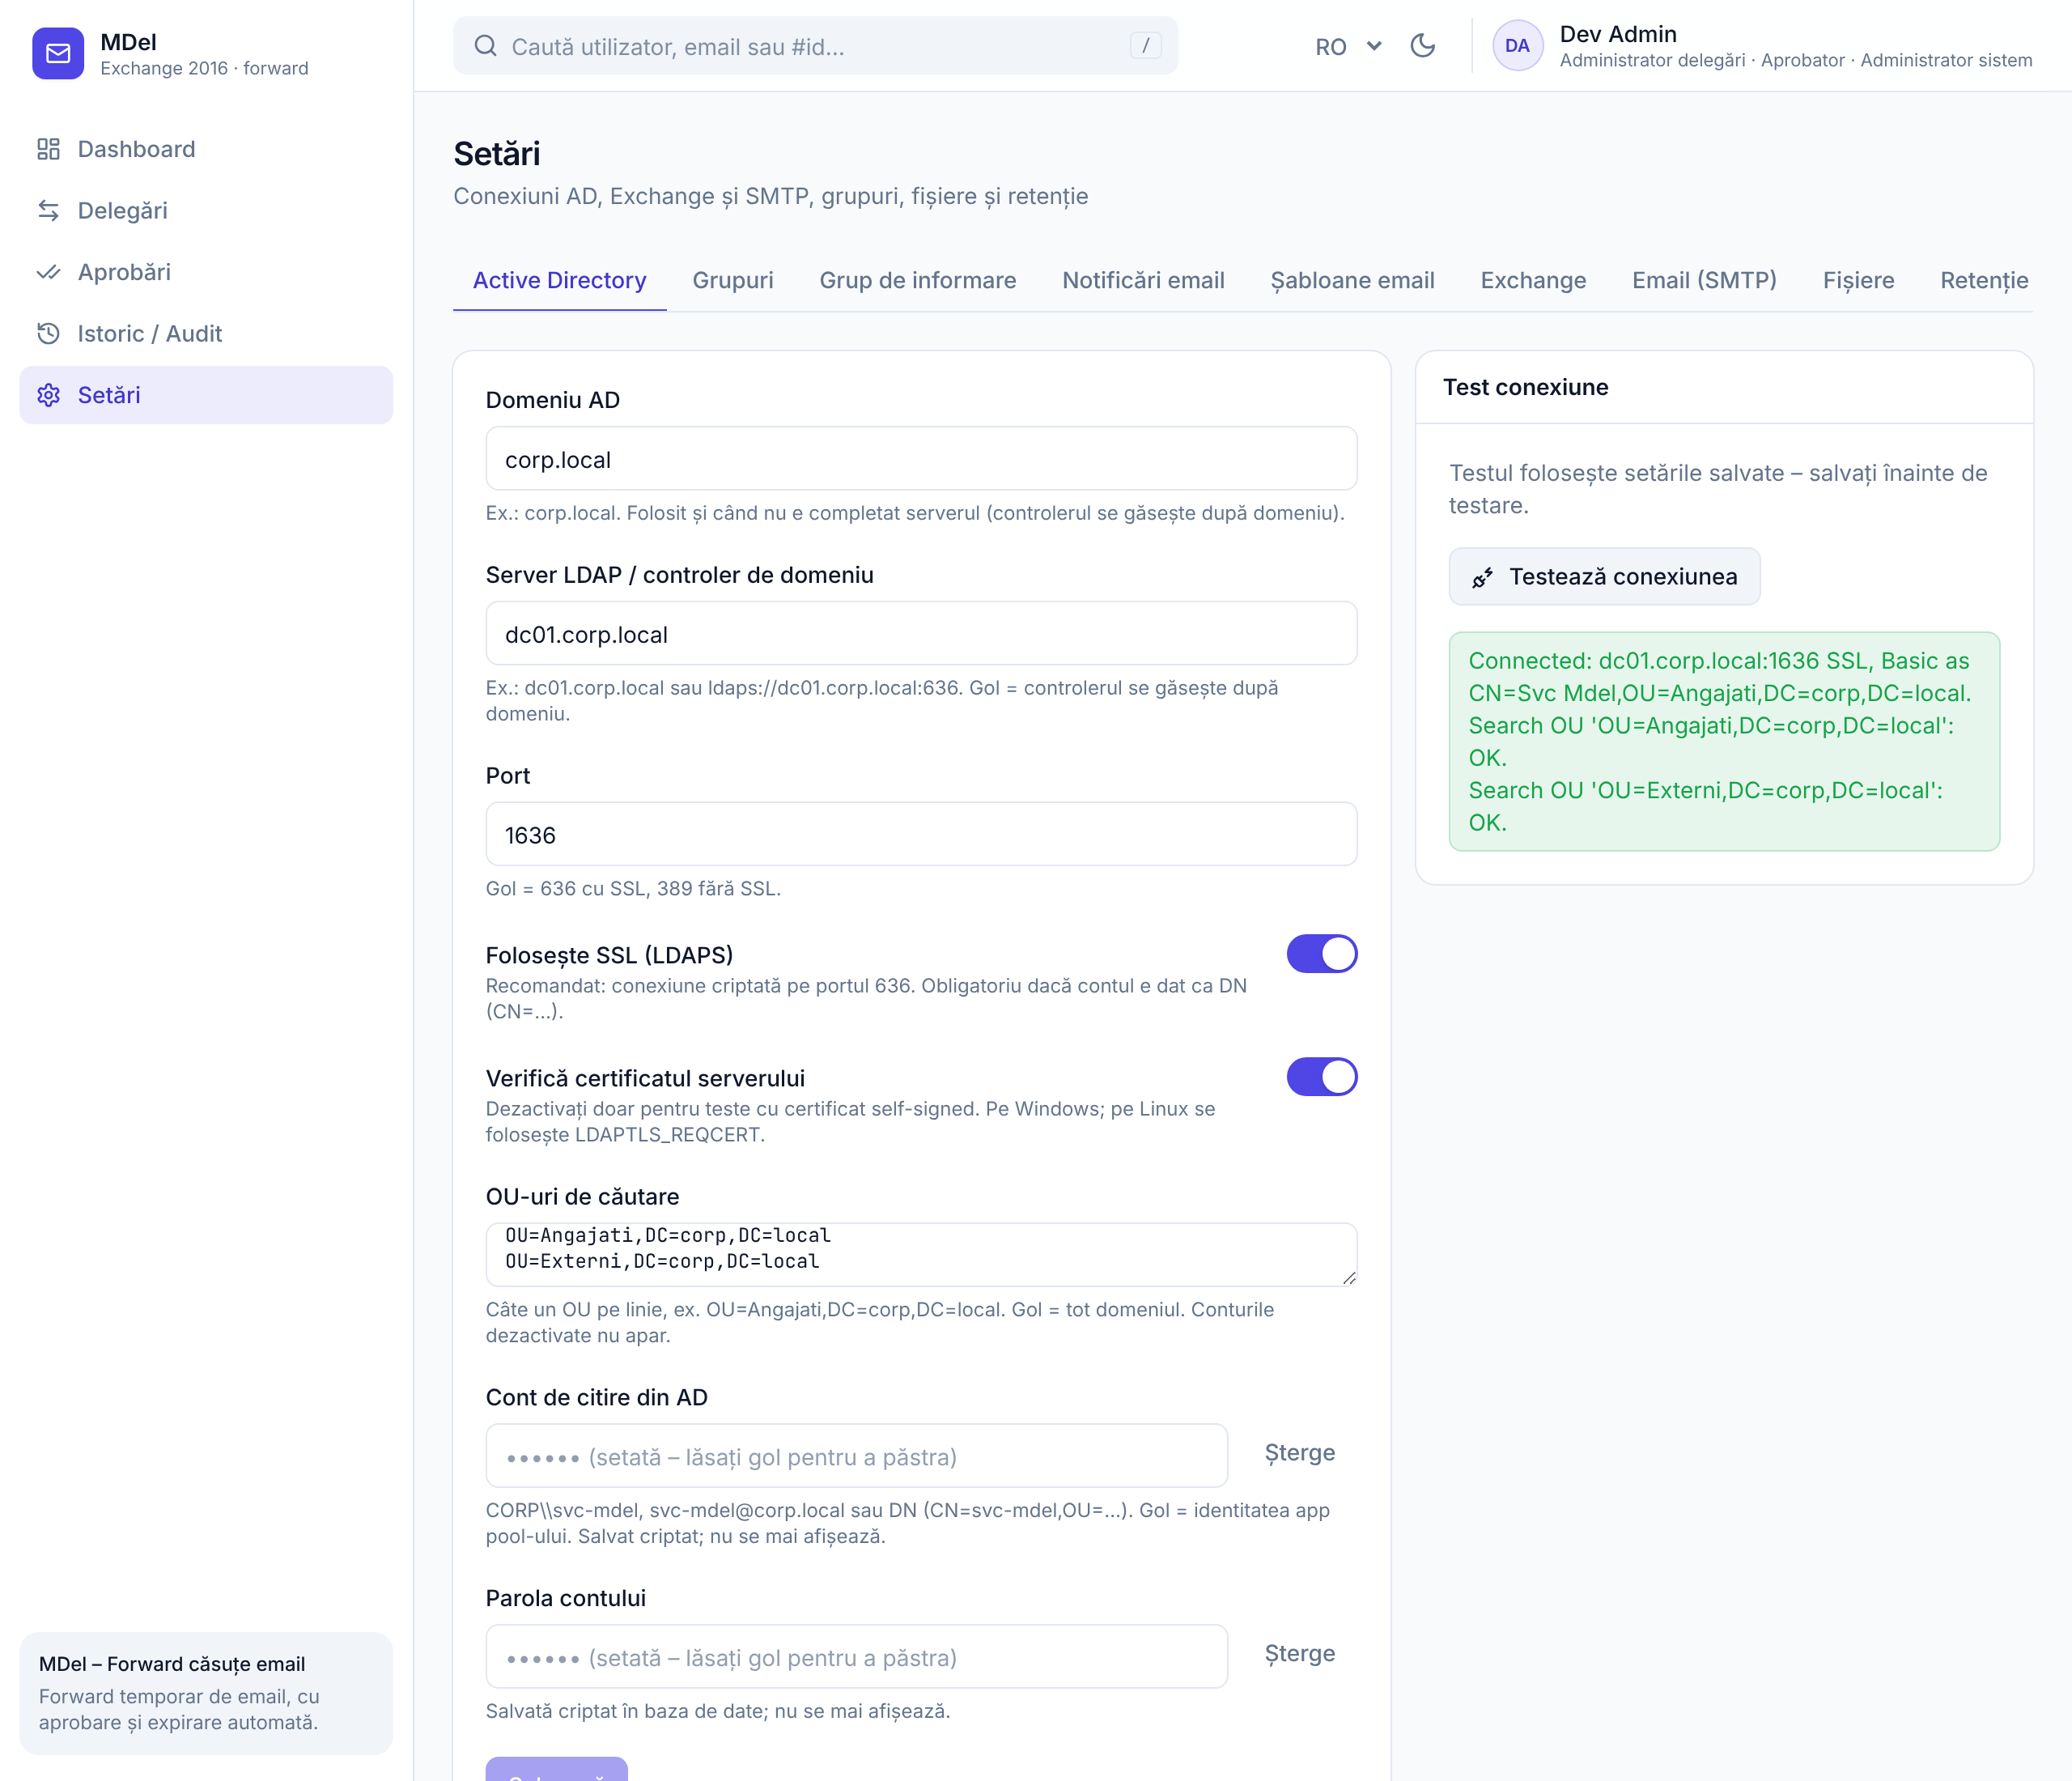 MDel
Exchange 2016 · forward
Dashboard
Delegări
Aprobări
Istoric / Audit
Setări
MDel – Forward căsuțe email
Forward temporar de email, cu
aprobare și expirare automată.
Caută utilizator, email sau #id...
/
RO
DA
Dev Admin
Administrator delegări · Aprobator · Administrator sistem
Setări
Conexiuni AD, Exchange și SMTP, grupuri, fișiere și retenție
Active Directory
Grupuri
Grup de informare
Notificări email
Șabloane email
Exchange
Email (SMTP)
Fișiere
Retenție
Domeniu AD
corp.local
Ex.: corp.local. Folosit și când nu e completat serverul (controlerul se găsește după domeniu).
Server LDAP / controler de domeniu
dc01.corp.local
Ex.: dc01.corp.local sau ldaps://dc01.corp.local:636. Gol = controlerul se găsește după
domeniu.
Port
1636
Gol = 636 cu SSL, 389 fără SSL.
Folosește SSL (LDAPS)
Recomandat: conexiune criptată pe portul 636. Obligatoriu dacă contul e dat ca DN
(CN=...).
Verifică certificatul serverului
Dezactivați doar pentru teste cu certificat self-signed. Pe Windows; pe Linux se
folosește LDAPTLS_REQCERT.
OU-uri de căutare
OU=Angajati,DC=corp,DC=local
OU=Externi,DC=corp,DC=local
Câte un OU pe linie, ex. OU=Angajati,DC=corp,DC=local. Gol = tot domeniul. Conturile
dezactivate nu apar.
Cont de citire din AD
•••••• (setată – lăsați gol pentru a păstra)
Șterge
CORP\\svc-mdel, svc-mdel@corp.local sau DN (CN=svc-mdel,OU=...). Gol = identitatea app
pool-ului. Salvat criptat; nu se mai afișează.
Parola contului
•••••• (setată – lăsați gol pentru a păstra)
Șterge
Salvată criptat în baza de date; nu se mai afișează.
Test conexiune
Testul folosește setările salvate – salvați înainte de
testare.
Testează conexiunea
Connected: dc01.corp.local:1636 SSL, Basic as
CN=Svc Mdel,OU=Angajati,DC=corp,DC=local.
Search OU 'OU=Angajati,DC=corp,DC=local':
OK.
Search OU 'OU=Externi,DC=corp,DC=local':
OK.